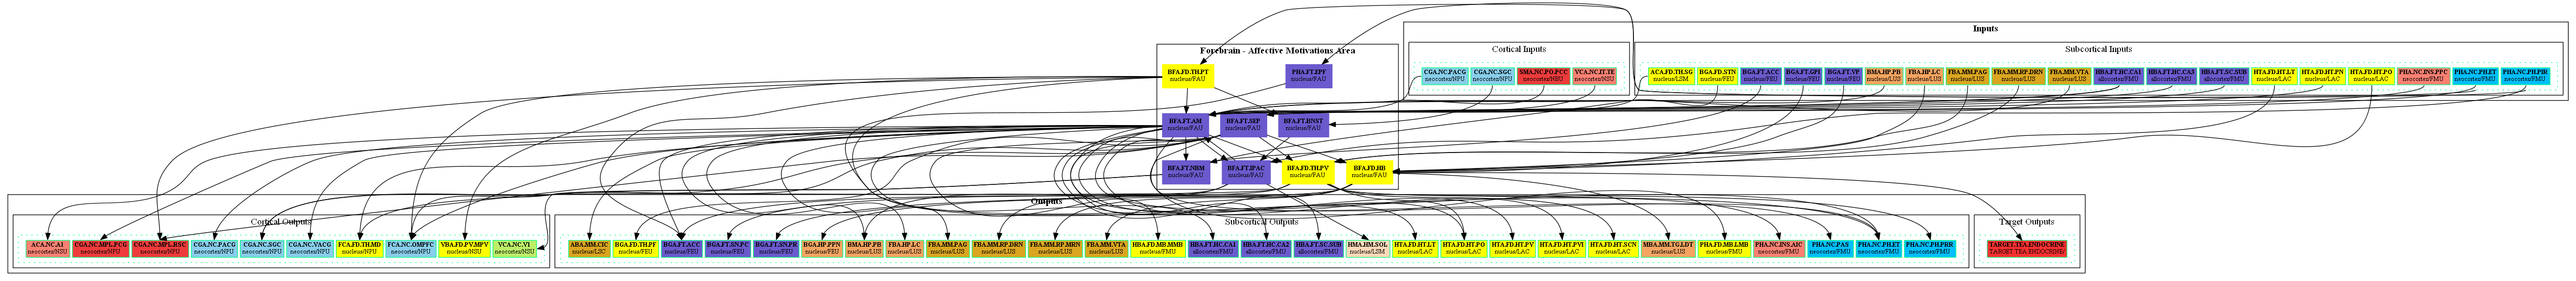 Inputs
Forebrain - Affective Motivations Area
Cortical Inputs
Subcortical Inputs
BFA.FD.TH.PT
nucleus/FAU
PHA.FT.EPF
nucleus/FAU
CGA.NC.PACG
neocortex/NFU
CGA.NC.SGC
neocortex/NFU
SMA.NC.PO.PCC
neocortex/NEU
VCA.NC.IT.TE
neocortex/NSU
ACA.FD.TH.SG
nucleus/LSM
BGA.FD.STN
nucleus/FEU
BGA.FT.ACC
nucleus/FEU
BGA.FT.GPI
nucleus/FEU
BGA.FT.VP
nucleus/FEU
HMA.HP.PB
nucleus/LUS
FBA.HP.LC
nucleus/LUS
FBA.MM.PAG
nucleus/LUS
FBA.MM.RP.DRN
nucleus/LUS
FBA.MM.VTA
nucleus/LUS
HBA.FT.HC.CA1
allocortex/FMU
HBA.FT.HC.CA3
allocortex/FMU
HBA.FT.SC.SUB
allocortex/FMU
HTA.FD.HT.LT
nucleus/LAC
HTA.FD.HT.PN
nucleus/LAC
HTA.FD.HT.PO
nucleus/LAC
PHA.NC.INS.PPC
neocortex/FMU
PHA.NC.PH.ET
neocortex/FMU
PHA.NC.PH.PIR
neocortex/FMU
BFA.FT.AM
nucleus/FAU
BFA.FT.SEP
nucleus/FAU
BFA.FT.BNST
nucleus/FAU
BFA.FT.NBM
nucleus/FAU
BFA.FT.IPAC
nucleus/FAU
BFA.FD.TH.PV
nucleus/FAU
BFA.FD.HB
nucleus/FAU
Outputs
Cortical Outputs
Subcortical Outputs
Target Outputs
ACA.NC.A1
neocortex/NSU
CGA.NC.MPL.PCG
neocortex/NFU
CGA.NC.MPL.RSC
neocortex/NFU
CGA.NC.PACG
neocortex/NFU
CGA.NC.SGC
neocortex/NFU
CGA.NC.VACG
neocortex/NFU
FCA.FD.TH.MD
nucleus/NFU
FCA.NC.OMPFC
neocortex/NFU
VBA.FD.PV.MPV
nucleus/NSU
VCA.NC.V1
neocortex/NSU
ABA.MM.CIC
nucleus/LSC
BGA.FD.TH.PF
nucleus/FEU
BGA.FT.ACC
nucleus/FEU
BGA.FT.SN.PC
nucleus/FEU
BGA.FT.SN.PR
nucleus/FEU
BGA.HP.PPN
nucleus/FEU
HMA.HP.PB
nucleus/LUS
FBA.HP.LC
nucleus/LUS
FBA.MM.PAG
nucleus/LUS
FBA.MM.RP.DRN
nucleus/LUS
FBA.MM.RP.MRN
nucleus/LUS
FBA.MM.VTA
nucleus/LUS
HBA.FD.MB.MMB
nucleus/FMU
HBA.FT.HC.CA1
allocortex/FMU
HBA.FT.HC.CA2
allocortex/FMU
HBA.FT.SC.SUB
allocortex/FMU
HMA.HM.SOL
nucleus/LSM
HTA.FD.HT.LT
nucleus/LAC
HTA.FD.HT.PO
nucleus/LAC
HTA.FD.HT.PV
nucleus/LAC
HTA.FD.HT.PVI
nucleus/LAC
HTA.FD.HT.SCN
nucleus/LAC
MBA.MM.TG.LDT
nucleus/LUS
PHA.FD.MB.LMB
nucleus/FMU
PHA.NC.INS.AIC
neocortex/FMU
PHA.NC.PAS
neocortex/FMU
PHA.NC.PH.ET
neocortex/FMU
PHA.NC.PH.PRR
neocortex/FMU
TARGET.TEA.ENDOCRINE
TARGET.TEA.ENDOCRINE